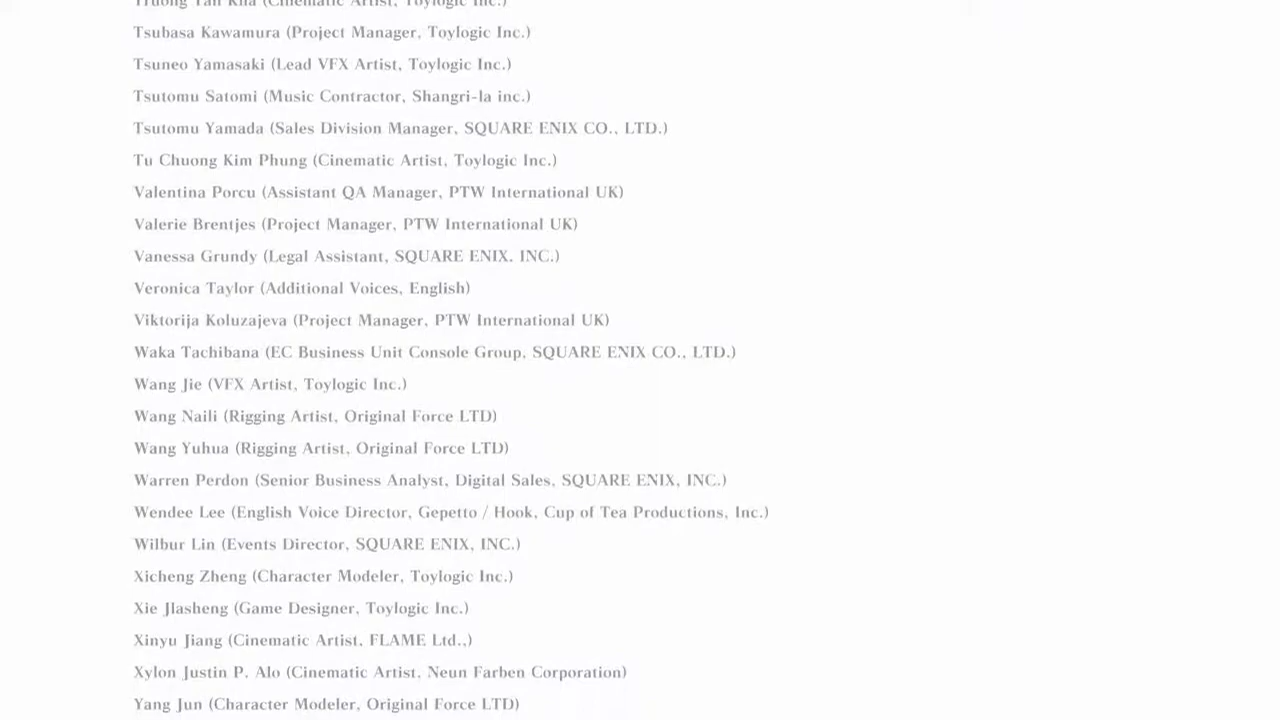 Truong Tan Kha (Cinematic Artist, Toylogic Inc.)
Tsubasa Kawamura (Project Manager, Toylogic Inc.)
Tsuneo Yamasaki (Lead VFX Artist, Toylogic Inc.)
Tsutomu Satomi (Music Contractor, Shangri-la inc.)
Tsutomu Yamada (Sales Division Manager, SQUARE ENIX CO., LTD.)
Tu Chuong Kim Phung (Cinematic Artist, Toylogic Inc.)
Valentina Porcu (Assistant QA Manager, PTW International UK)
Valerie Brentjes (Project Manager, PTW International UK)
Vanessa Grundy (Legal Assistant, SQUARE ENIX. INC.)
Veronica Taylor (Additional Voices, English)
Viktorija Koluzajeva (Project Manager, PTW International UK)
Waka Tachibana (EC Business Unit Console Group, SQUARE ENIX CO., LTD.)
Wang Jie (VFX Artist, Toylogic Inc.)
Wang Naili (Rigging Artist, Original Force LTD)
Wang Yuhua (Rigging Artist, Original Force LTD)
Warren Perdon (Senior Business Analyst, Digital Sales, SQUARE ENIX, INC.)
Wendee Lee (English Voice Director, Gepetto / Hook, Cup of Tea Productions, Inc.)
Wilbur Lin (Events Director, SQUARE ENIX, INC.)
Xicheng Zheng (Character Modeler, Toylogic Inc.)
Xie JIasheng (Game Designer, Toylogic Inc.)
Xinyu Jiang (Cinematic Artist, FLAME Ltd.,)
Xylon Justin P. Alo (Cinematic Artist, Neun Farben Corporation)
Yang Jun (Character Modeler, Original Force LTD)